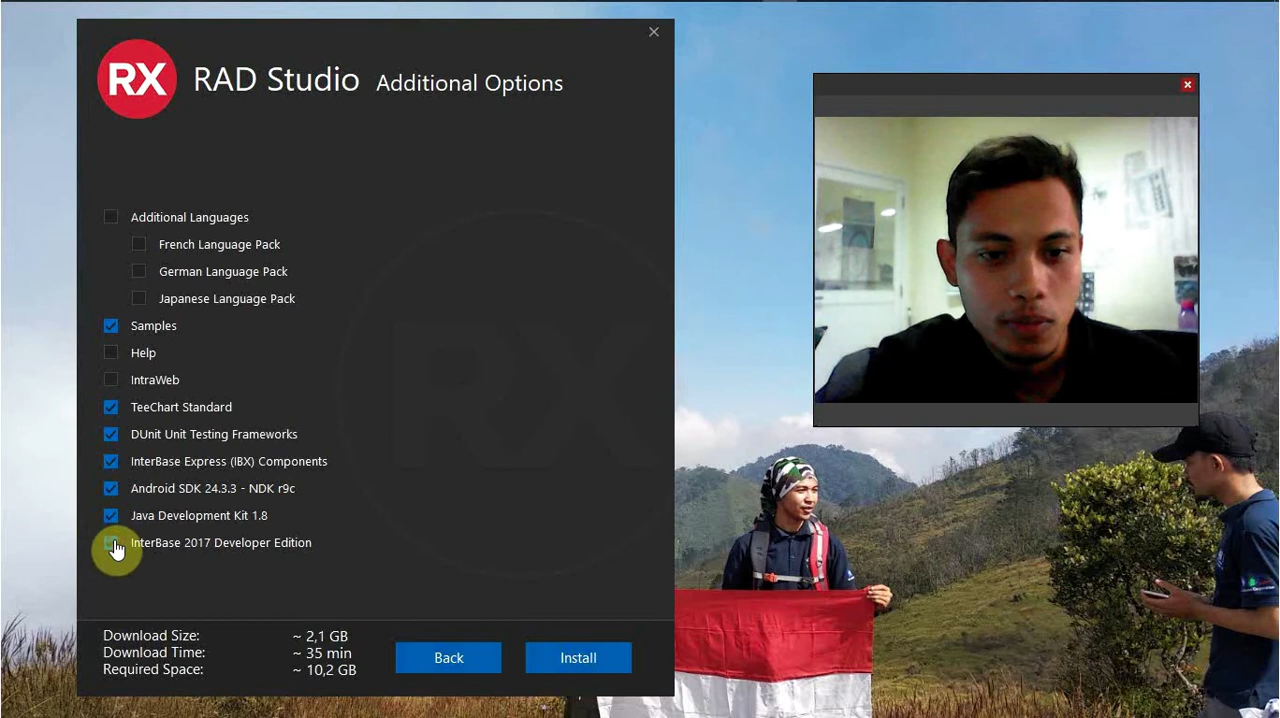 RX
RAD Studio Additional Options
Additional Languages
French Language Pack
German Language Pack
Japanese Language Pack
Samples
Help
IntraWeb
TeeChart Standard
DUnit Unit Testing Frameworks
InterBase Express (IBX) Components
Android SDK 24.3.3 - NDK r9c
Java Development Kit 1.8
InterBase 2017 Developer Edition
Download Size: ~ 2,1 GB
Download Time: ~ 35 min
Required Space: ~ 10,2 GB
Back
Install